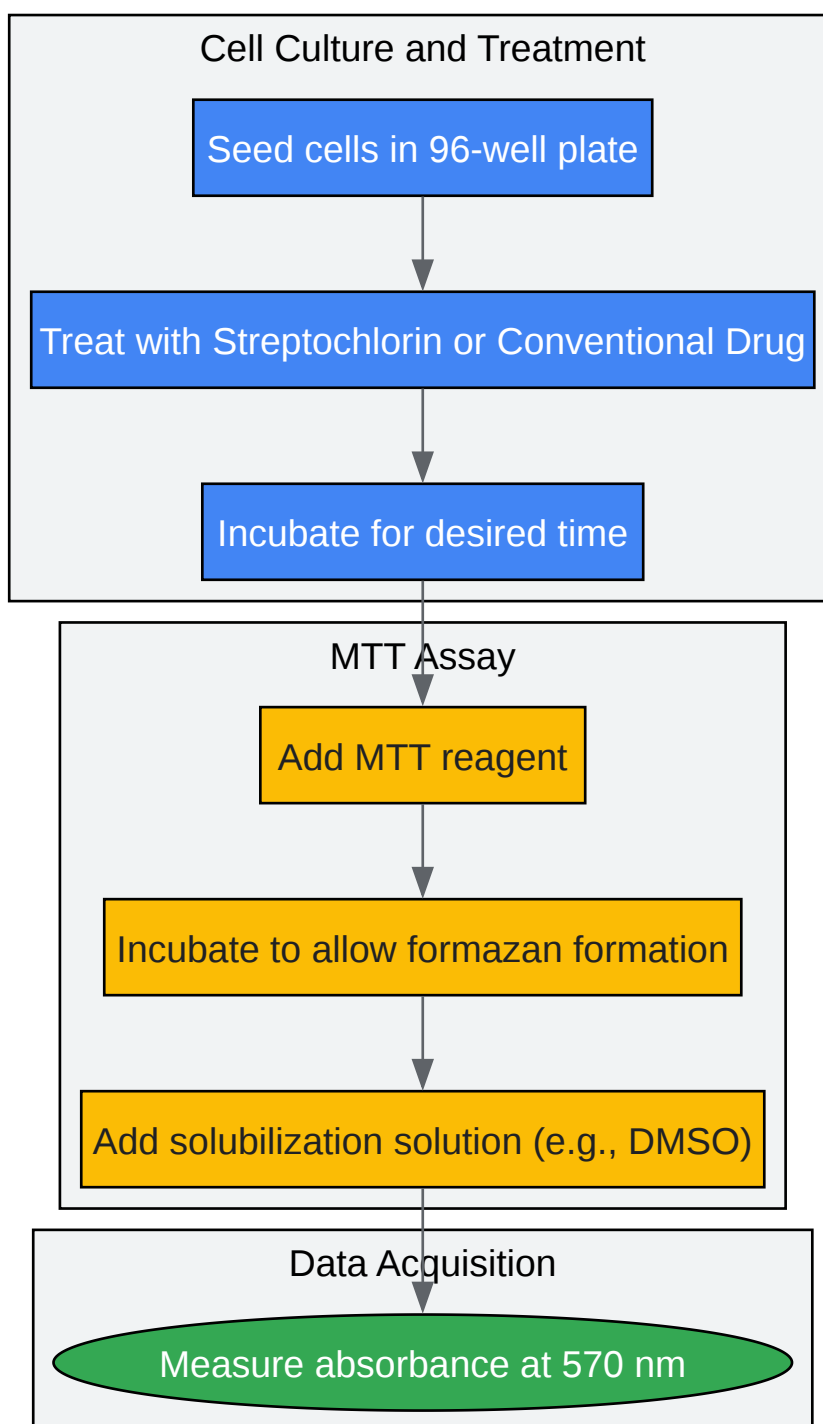 Cell Culture and Treatment
Seed cells in 96-well plate
Treat with Streptochlorin or Conventional Drug
Incubate for desired time
MTT Assay
Add MTT reagent
Incubate to allow formazan formation
Add solubilization solution (e.g., DMSO)
Data Acquisition
Measure absorbance at 570 nm